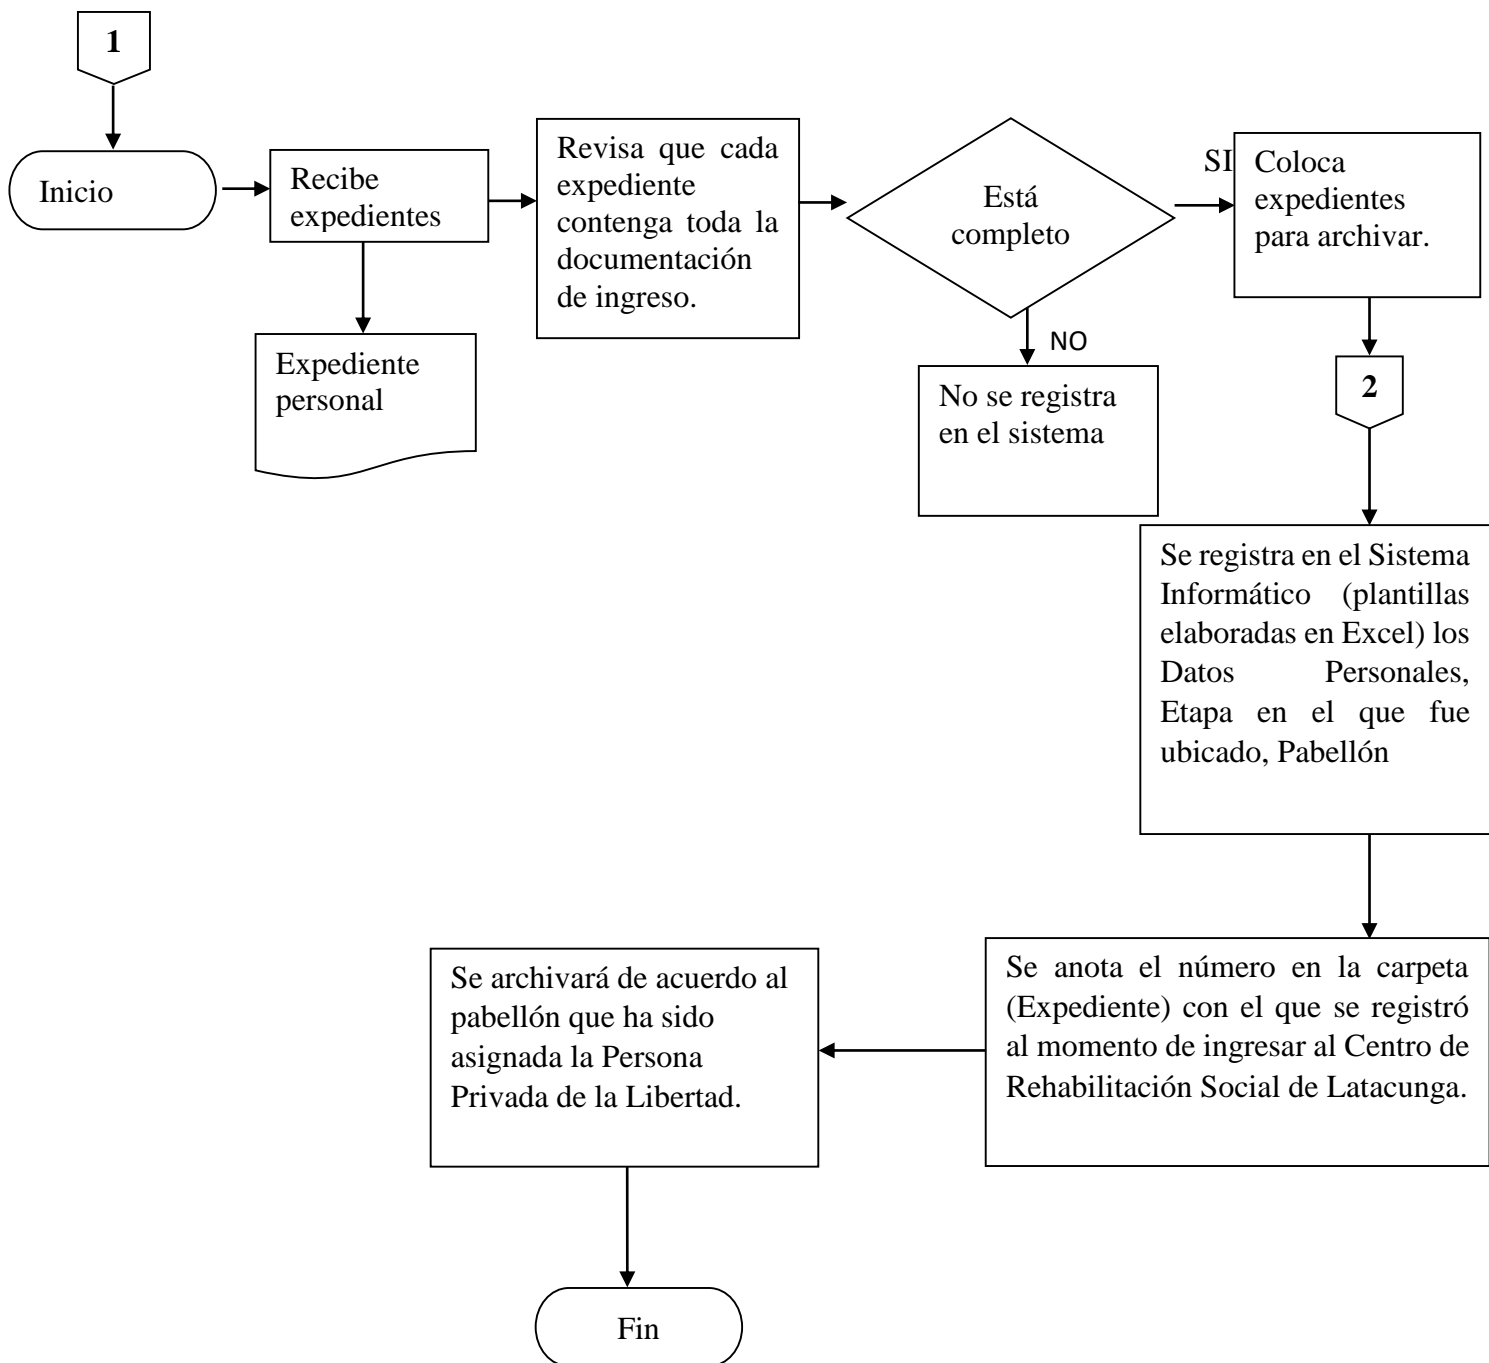 1
Inicio
Recibe
expedientes
Expediente
personal
Revisa que cada
expediente
contenga toda la
documentación
de ingreso.
Está
completo
SI
NO
No se registra
en el sistema
Coloca
expedientes
para archivar.
2
Se registra en el Sistema
Informático (plantillas
elaboradas en Excel) los
Datos Personales,
Etapa en el que fue
ubicado, Pabellón
Se anota el número en la carpeta
(Expediente) con el que se registró
al momento de ingresar al Centro de
Rehabilitación Social de Latacunga.
Se archivará de acuerdo al
pabellón que ha sido
asignada la Persona
Privada de la Libertad.
Fin